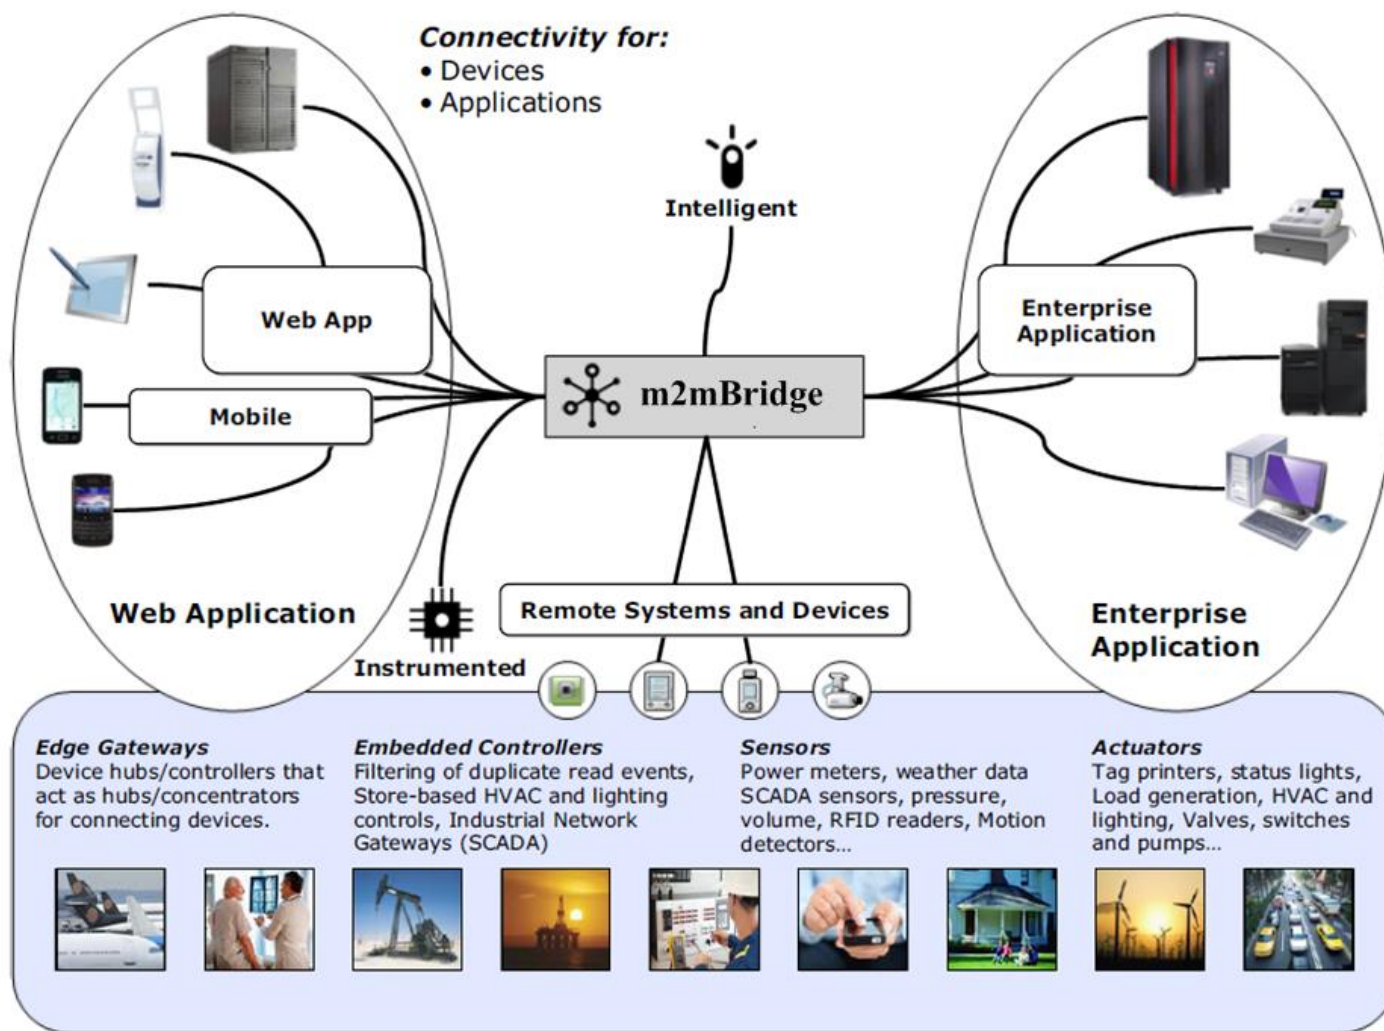 Connectivity for:
• Devices
• Applications
Intelligent
Web App
Mobile
Enterprise
Application
m2mBridge
Web Application
Instrumented
Remote Systems and Devices
Enterprise
Application
Edge Gateways
Device hubs/controllers that
act as hubs/concentrators
for connecting devices.
Embedded Controllers
Filtering of duplicate read events,
Store-based HVAC and lighting
controls, Industrial Network
Gateways (SCADA)
Sensors
Power meters, weather data
SCADA sensors, pressure,
volume, RFID readers, Motion
detectors...
Actuators
Tag printers, status lights,
Load generation, HVAC and
lighting, Valves, switches
and pumps...